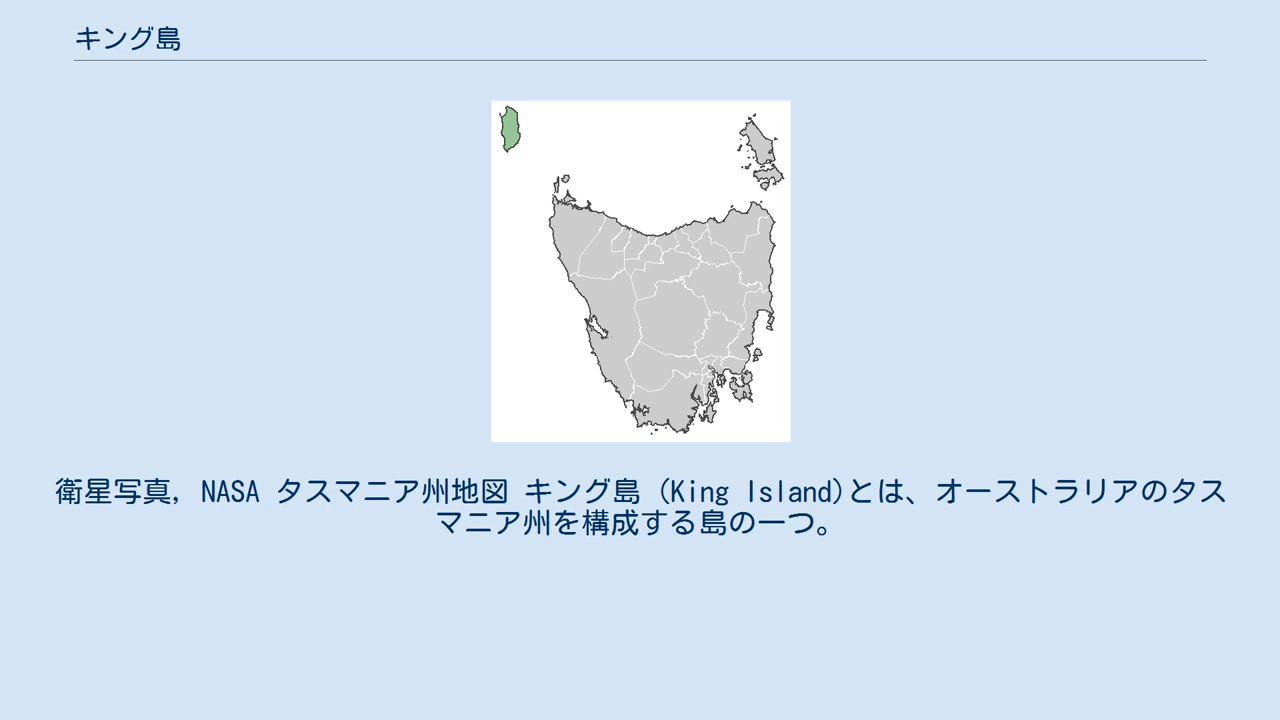 キング島
衛星写真, NASA タスマニア州地図 キング島 (King Island)とは、オーストラリアのタス
マニア州を構成する島の一つ。